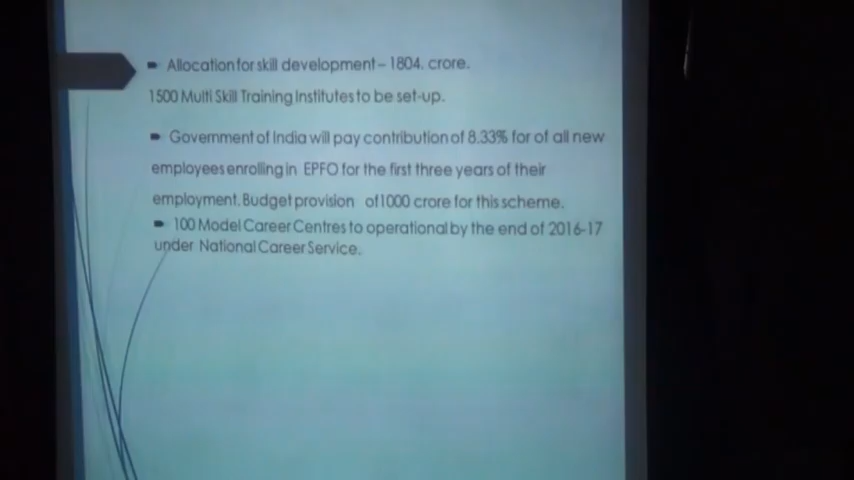 Allocation for skill development – 1804. crore.
1500 Multi Skill Training Institutes to be set-up.
Government of India will pay contribution of 8.33% for of all new
employees enrolling in EPFO for the first three years of their
employment. Budget provision of 1000 crore for this scheme.
100 Model Career Centres to operational by the end of 2016-17
under National Career Service.